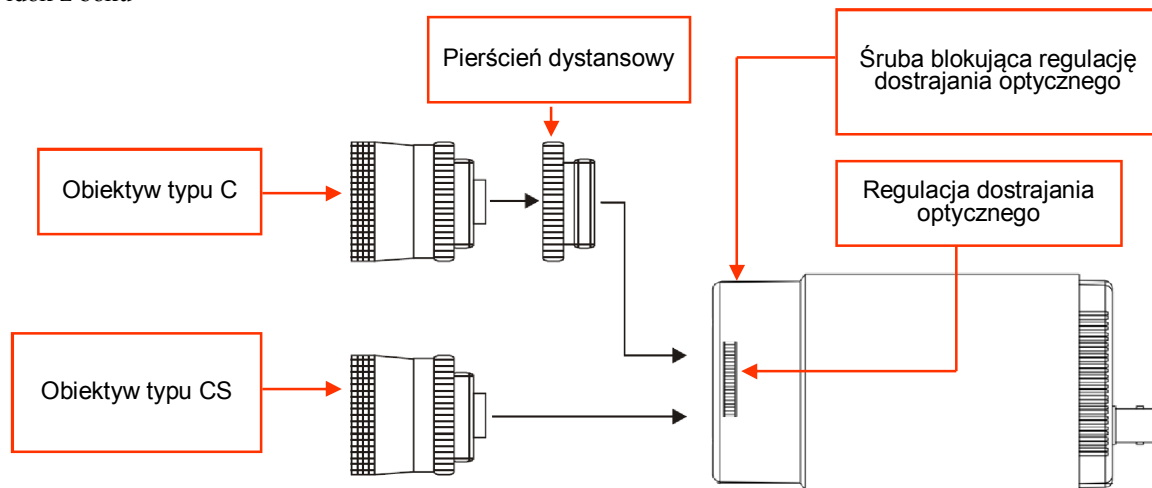 Pierścień dystansowy
Śruba blokująca regulację
dostrajania optycznego
Obiektyw typu C
Regulacja dostrajania
optycznego
Obiektyw typu CS